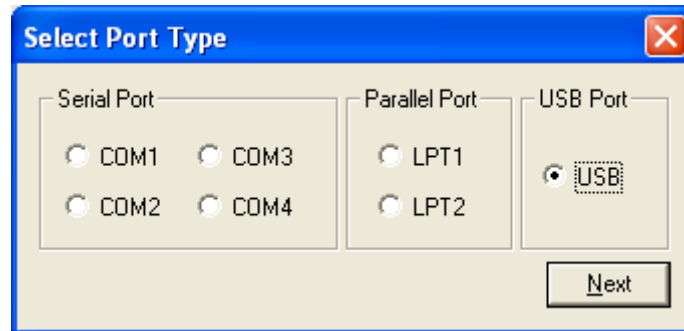 Select Port Type
Serial Port
COM1 COM3
COM2 COM4
Parallel Port
LPT1
LPT2
USB Port
USB
Next